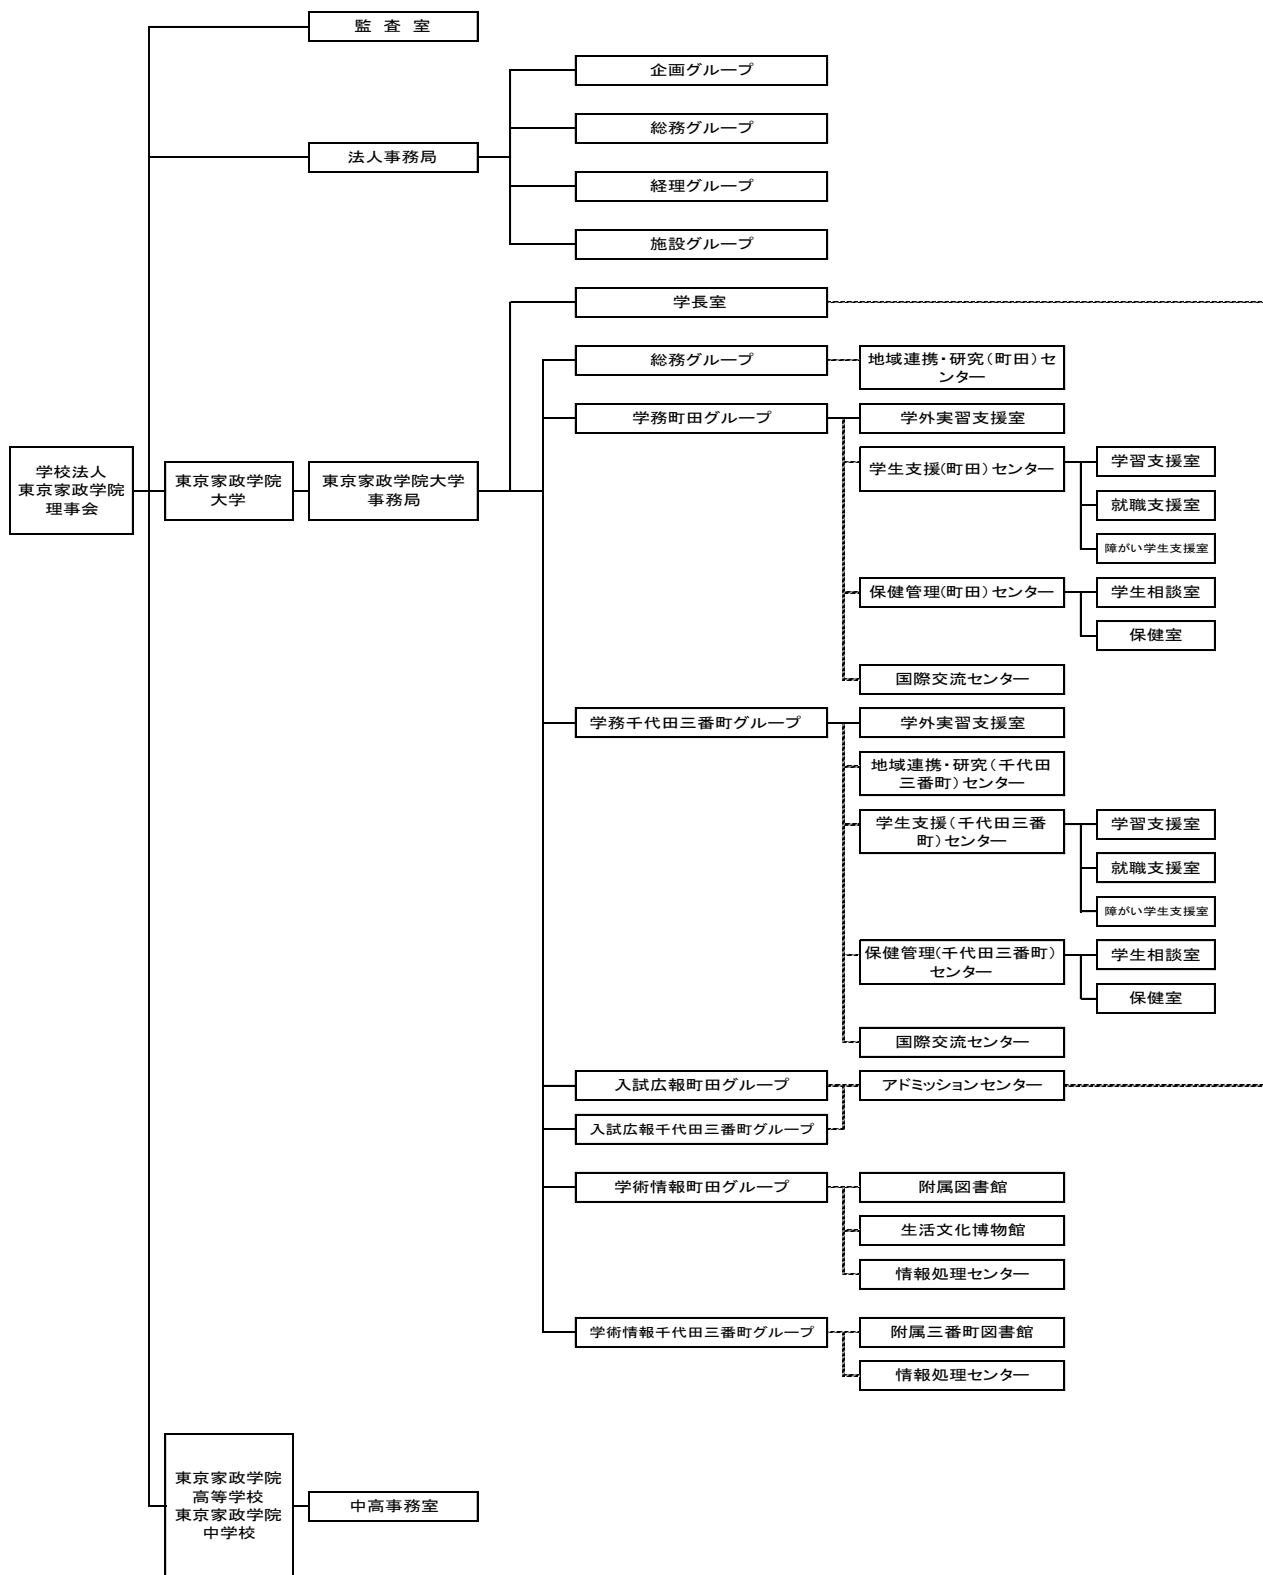 監 査 室
企画グループ
総務グループ
法人事務局
経理グループ
施設グループ
学長室
総務グループ
地域連携・研究(町田)セ
ンター
学務町田グループ
学外実習支援室
学校法人
東京家政学院
理事会
東京家政学院
大学
東京家政学院大学
事務局
学生支援(町田)センター
学習支援室
就職支援室
障がい学生支援室
保健管理(町田)センター
学生相談室
保健室
国際交流センター
学務千代田三番町グループ
学外実習支援室
地域連携・研究(千代田
三番町)センター
学生支援(千代田三番
町)センター
学習支援室
就職支援室
障がい学生支援室
保健管理(千代田三番町)
センター
学生相談室
保健室
国際交流センター
入試広報町田グループ
アドミッションセンター
入試広報千代田三番町グループ
学術情報町田グループ
附属図書館
生活文化博物館
情報処理センター
学術情報千代田三番町グループ
附属三番町図書館
情報処理センター
東京家政学院
高等学校
東京家政学院
中学校
中高事務室